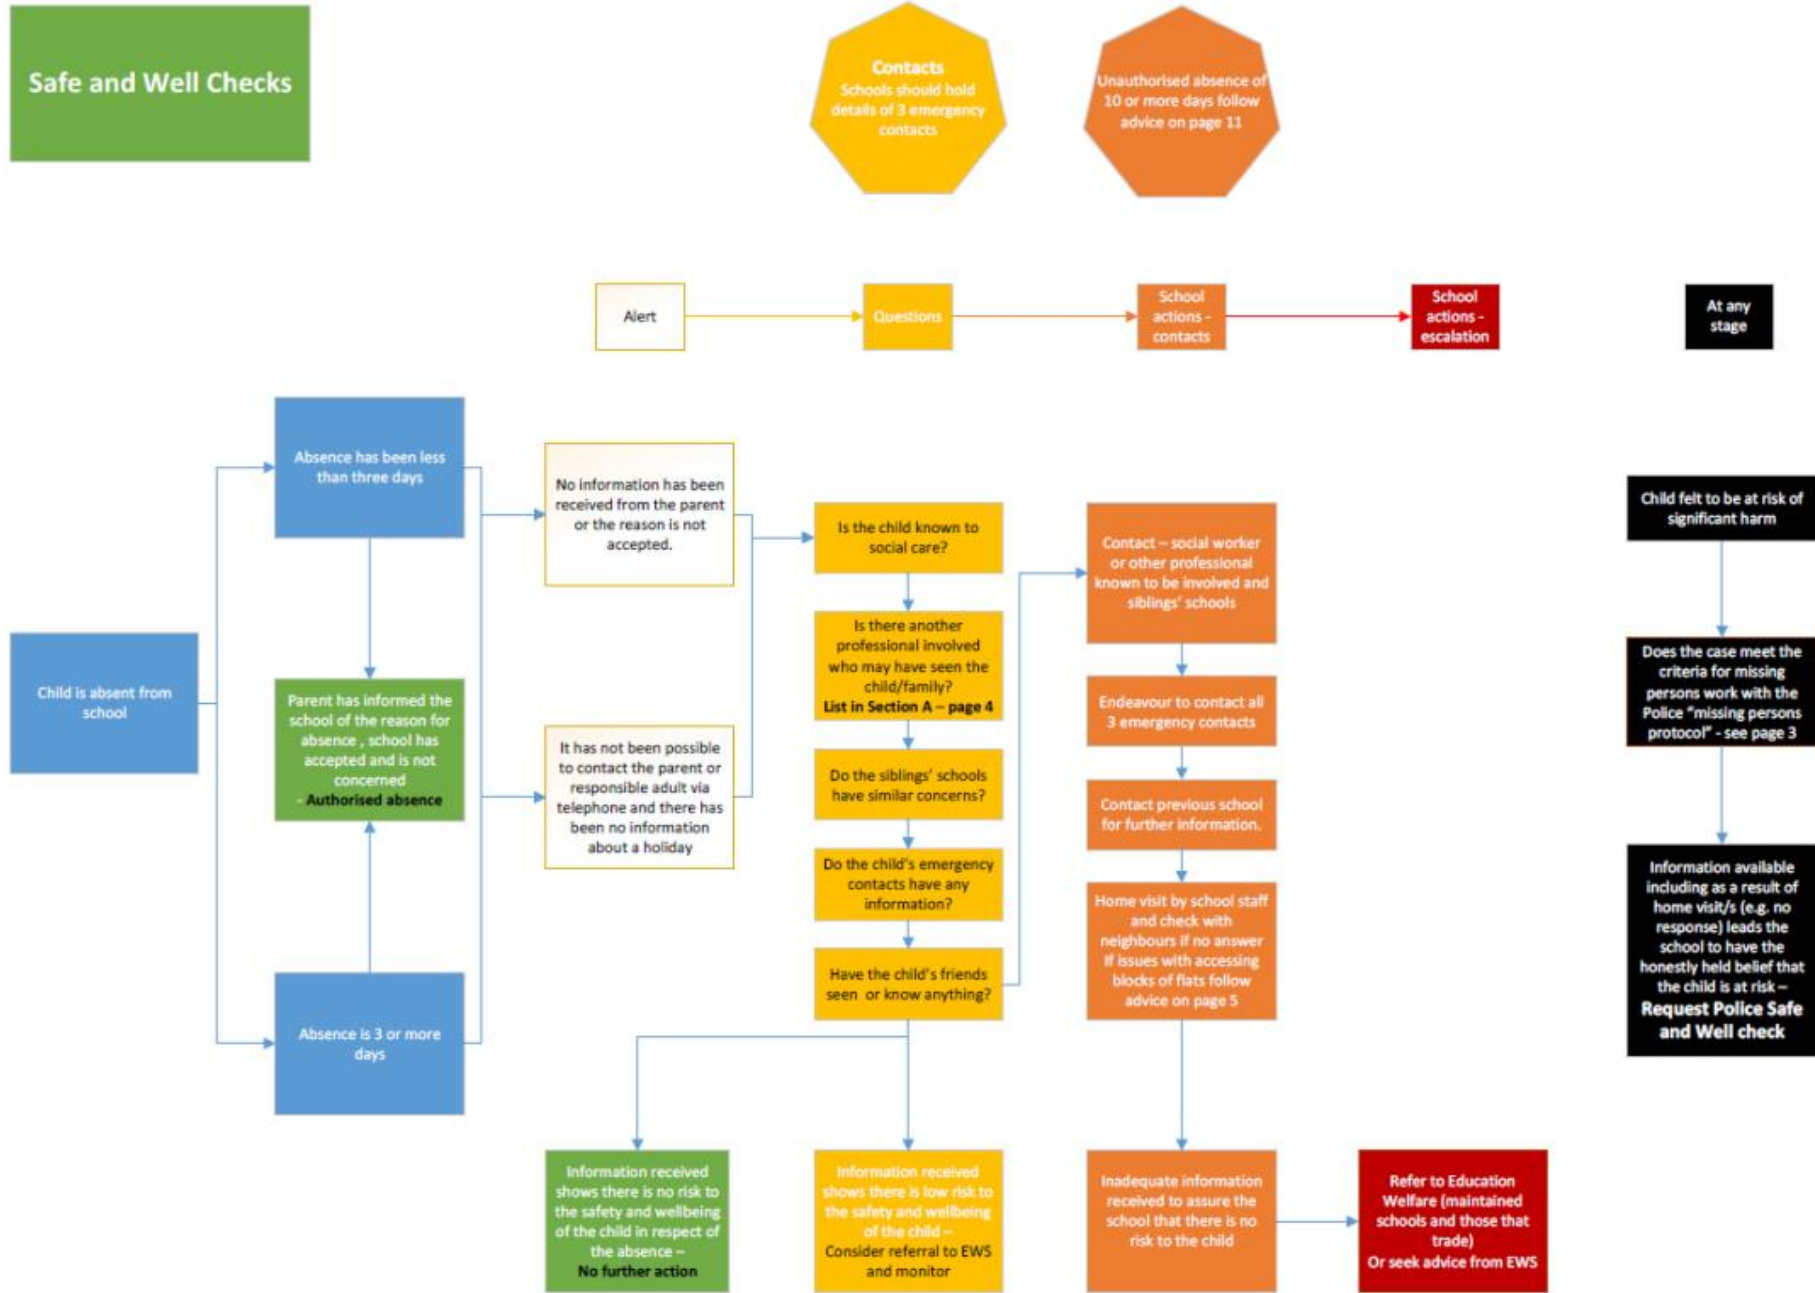 Safe and Well Checks
Contacts
Schools should hold
details of 3 emergency
contacts
Unauthorised absence of
10 or more days follow
advice on page 11
Alert
Questions
School
actions -
contacts
School
actions -
escalation
At any
stage
Child is absent from
school
Absence has been less
than three days
Parent has informed the
school of the reason for
absence , school has
accepted and is not
concerned
- Authorised absence
Absence is 3 or more
days
No information has been
received from the parent
or the reason is not
accepted.
It has not been possible
to contact the parent or
responsible adult via
telephone and there has
been no information
about a holiday
Is the child known to
social care?
Is there another
professional involved
who may have seen the
child/family?
List in Section A – page 4
Do the siblings' schools
have similar concerns?
Do the child's emergency
contacts have any
information?
Have the child's friends
seen or know anything?
Contact – social worker
or other professional
known to be involved and
siblings' schools
Endeavour to contact all
3 emergency contacts
Contact previous school
for further information.
Home visit by school staff
and check with
neighbours if no answer
If issues with accessing
blocks of flats follow
advice on page 5
Child felt to be at risk of
significant harm
Does the case meet the
criteria for missing
persons work with the
Police "missing persons
protocol" - see page 3
Information available
including as a result of
home visit/s (e.g. no
response) leads the
school to have the
honestly held belief that
the child is at risk –
Request Police Safe
and Well check
Information received
shows there is no risk to
the safety and wellbeing
of the child in respect of
the absence –
No further action
Information received
shows there is low risk to
the safety and wellbeing
of the child –
Consider referral to EWS
and monitor
Inadequate information
received to assure the
school that there is no
risk to the child
Refer to Education
Welfare (maintained
schools and those that
trade)
Or seek advice from EWS